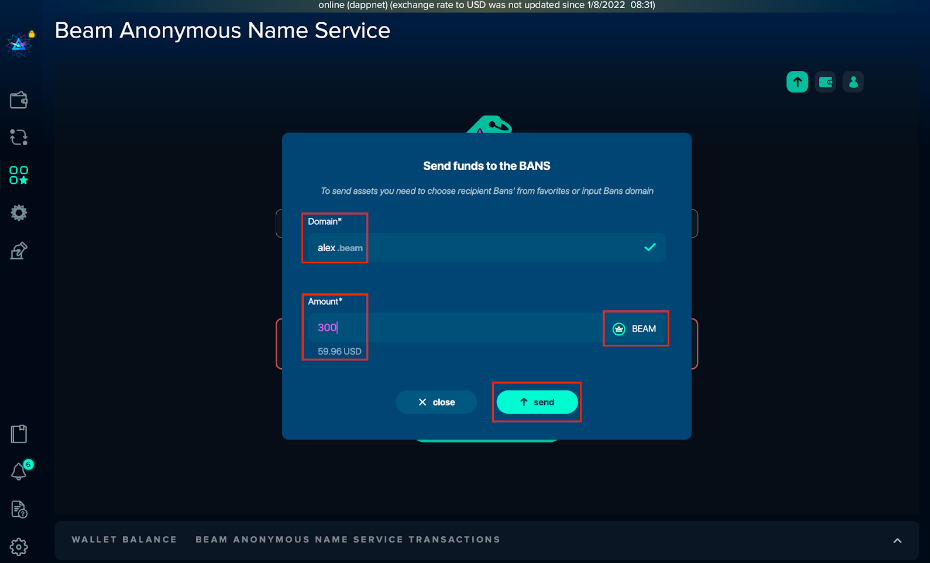 online (dappnet) (exchange rate to USD was not updated since 1/8/2022 08:31)
Beam Anonymous Name Service
Send funds to the BANS
To send assets you need to choose recipient Bans' from favorites or input Bans domain
Domain*
alex .beam
Amount*
300
BEAM
59.96 USD
close
send
6
WALLET BALANCE
BEAM ANONYMOUS NAME SERVICE TRANSACTIONS